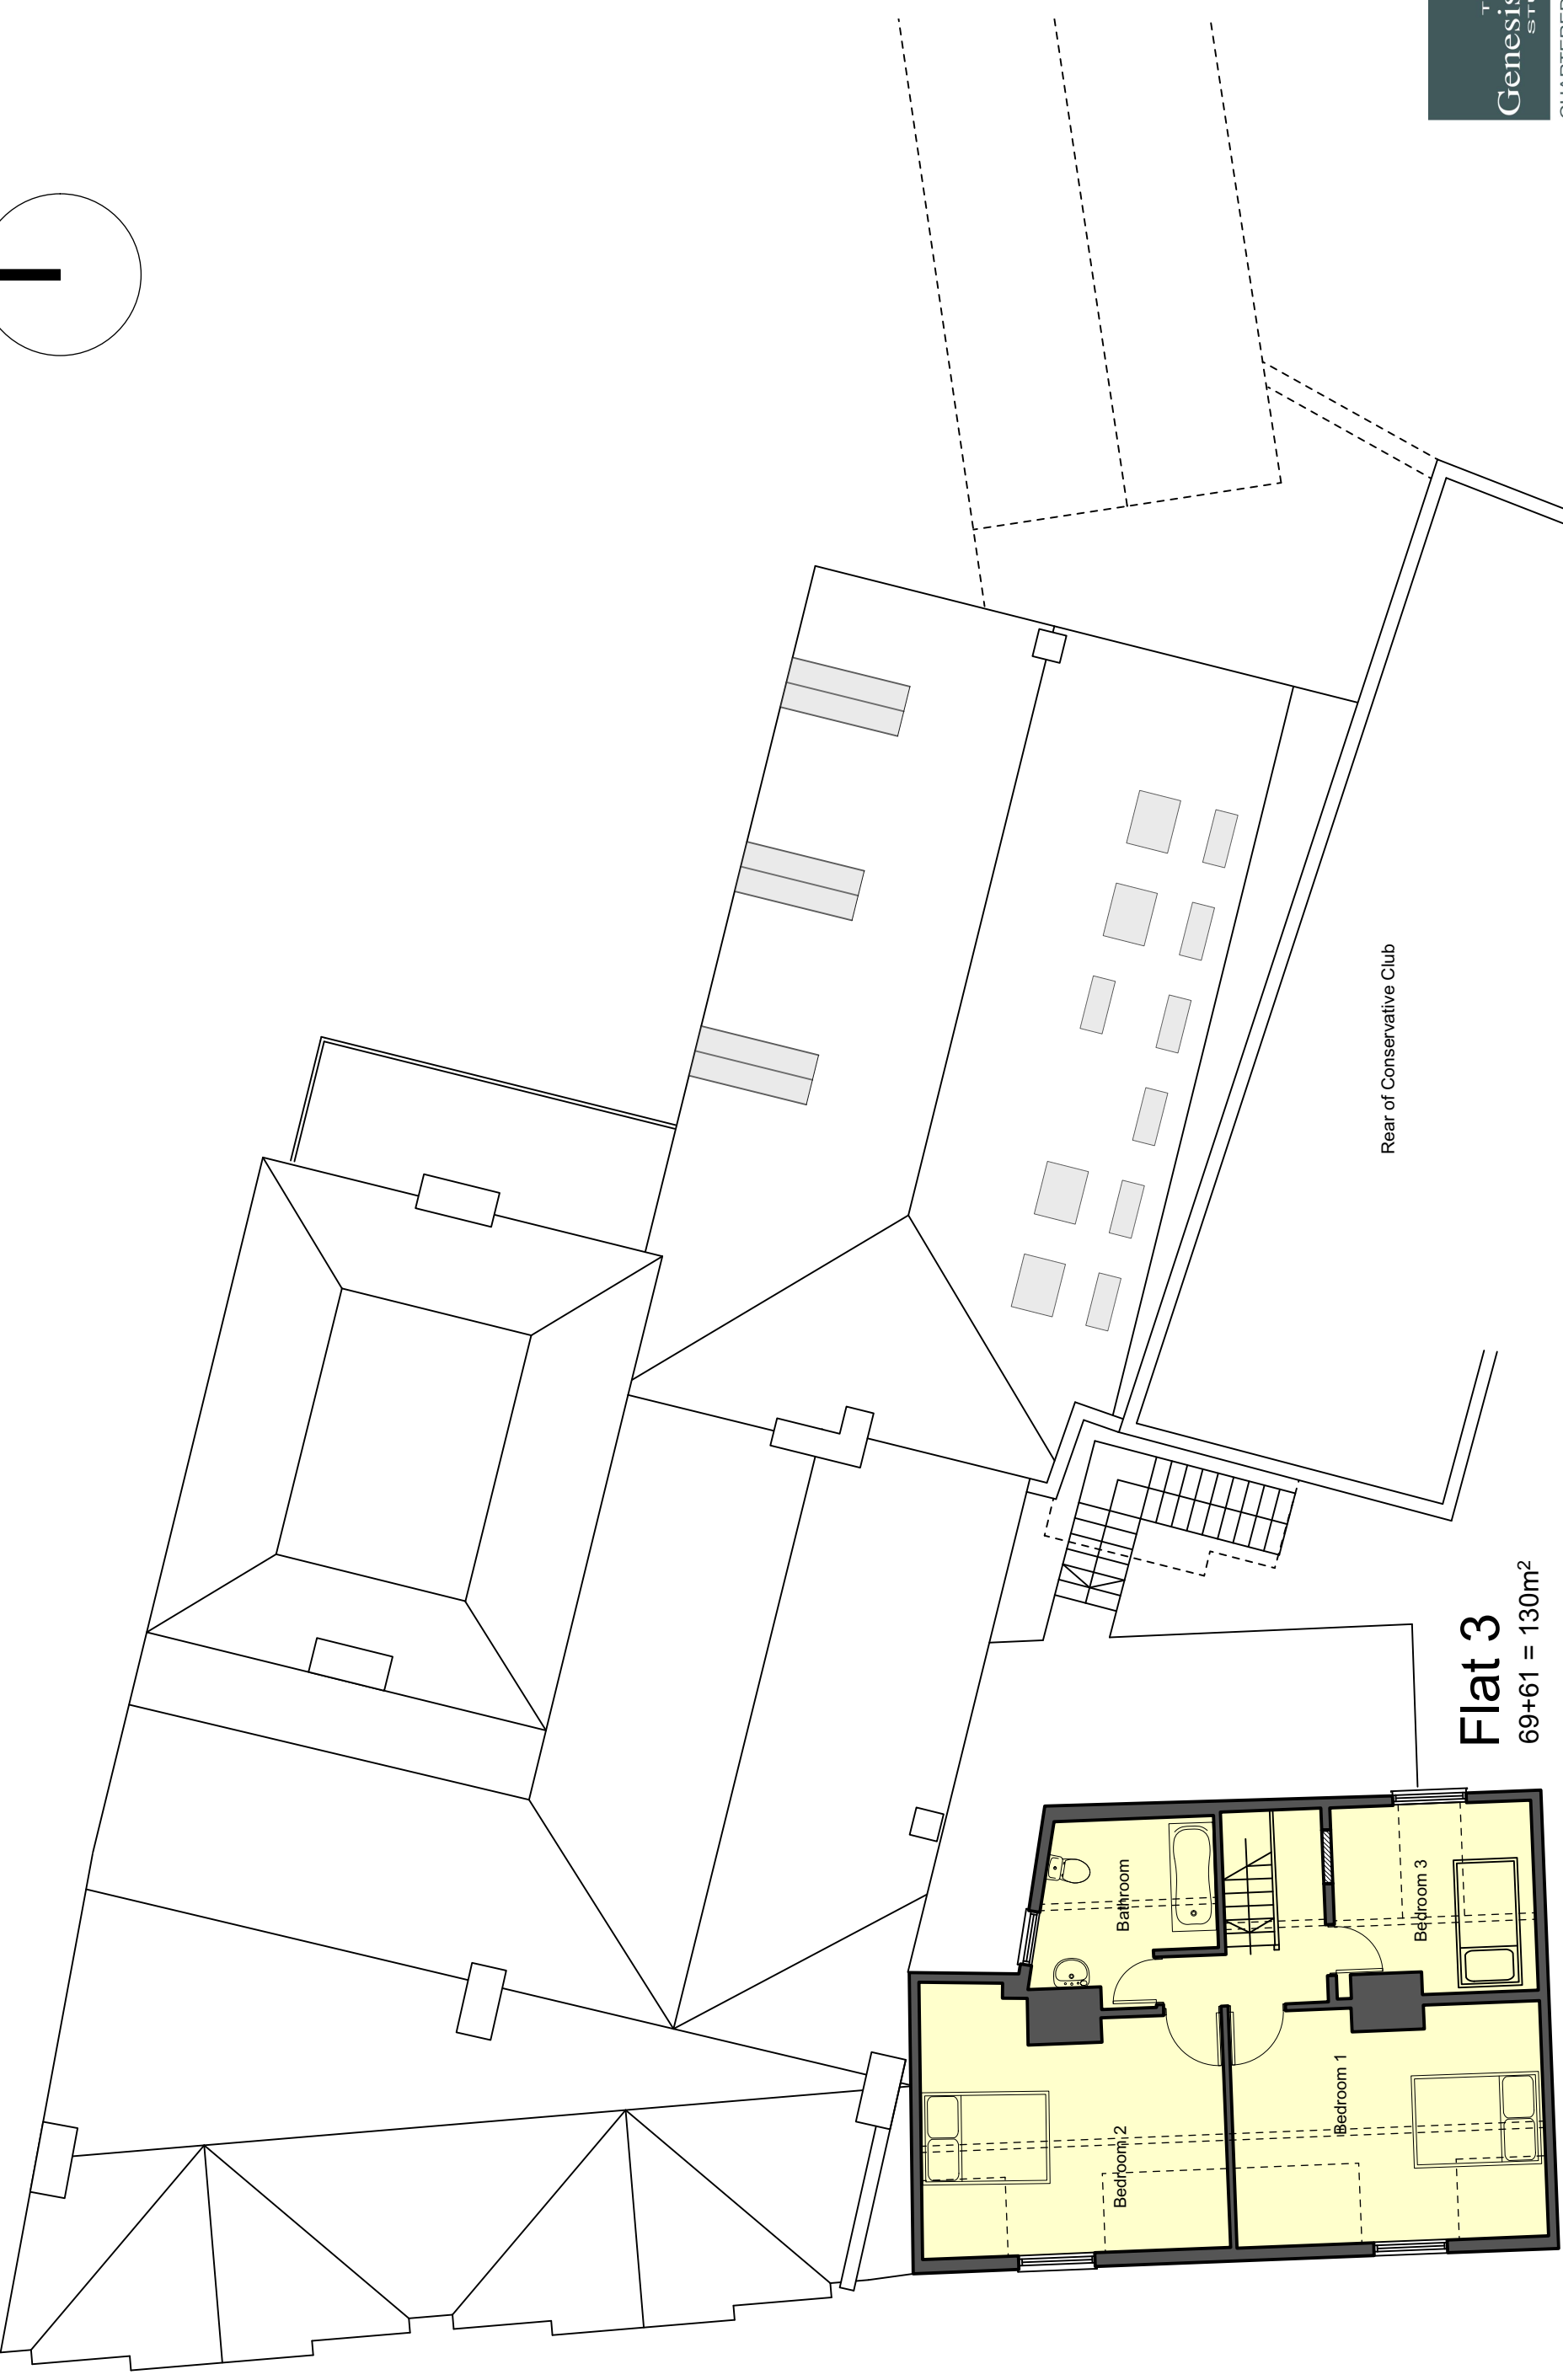 Genesis
Rear of Conservative Club
Flat 3
69+61 = 130m²
Bathroom
Bedroom 3
Bedroom 2
Bedroom 1